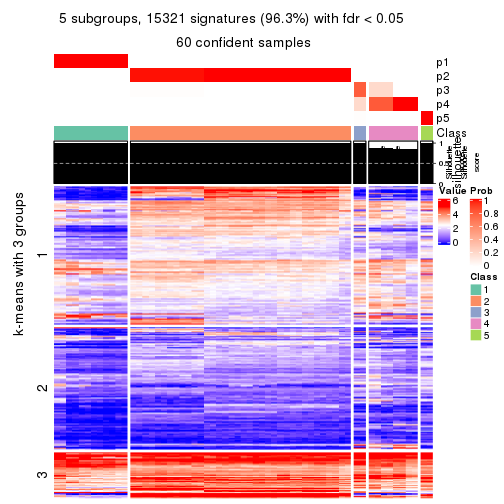 5 subgroups, 15321 signatures (96.3%) with fdr < 0.05
60 confident samples
p1
p2
p3
p4
p5
Class
1
0.5
0
silhouette
score
Value Prob
6
4
2
0
1
0.8
0.6
0.4
0.2
0
Class
1
2
3
4
5
k-means with 3 groups
1
2
3